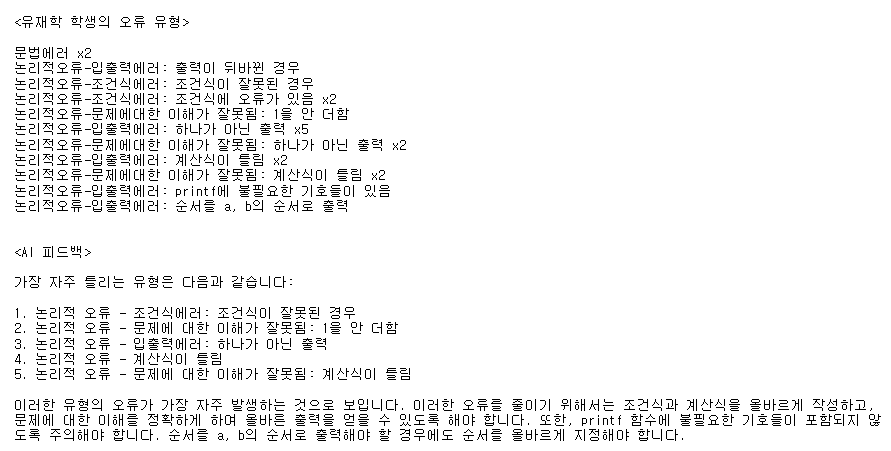 <유재학 학생의 오류 유형>
문법에러 x2
논리적오류-입출력에러: 출력이 뒤바뀐 경우
논리적오류-조건식에러: 조건식이 잘못된 경우
논리적오류-조건식에러: 조건식에 오류가 있음 x2
논리적오류-문제에대한 이해가 잘못됨: 1을 안 더함
논리적오류-입출력에러: 하나가 아닌 출력 x5
논리적오류-문제에대한 이해가 잘못됨: 하나가 아닌 출력 x2
논리적오류-입출력에러: 계산식이 틀림 x2
논리적오류-문제에대한 이해가 잘못됨: 계산식이 틀림 x2
논리적오류-입출력에러: printf에 불필요한 기호들이 있음
논리적오류-입출력에러: 순서를 a, b의 순서로 출력
<AI 피드백>
가장 자주 틀리는 유형은 다음과 같습니다:
1. 논리적 오류 - 조건식에러: 조건식이 잘못된 경우
2. 논리적 오류 - 문제에 대한 이해가 잘못됨: 1을 안 더함
3. 논리적 오류 - 입출력에러: 하나가 아닌 출력
4. 논리적 오류 - 계산식이 틀림
5. 논리적 오류 - 문제에 대한 이해가 잘못됨: 계산식이 틀림
이러한 유형의 오류가 가장 자주 발생하는 것으로 보입니다. 이러한 오류를 줄이기 위해서는 조건식과 계산식을 올바르게 작성하고,
문제에 대한 이해를 정확하게 하여 올바른 출력을 얻을 수 있도록 해야 합니다. 또한, printf 함수에 불필요한 기호들이 포함되지 않
도록 주의해야 합니다. 순서를 a, b의 순서로 출력해야 할 경우에도 순서를 올바르게 지정해야 합니다.